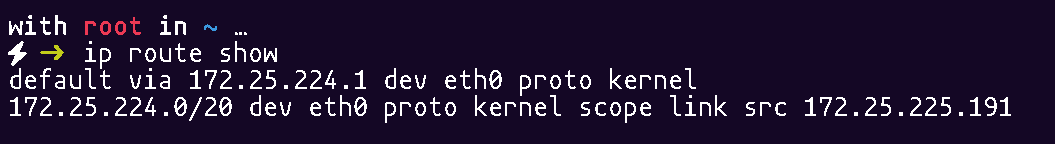 with root in ~ …
⚡ ➜ ip route show
default via 172.25.224.1 dev eth0 proto kernel
172.25.224.0/20 dev eth0 proto kernel scope link src 172.25.225.191